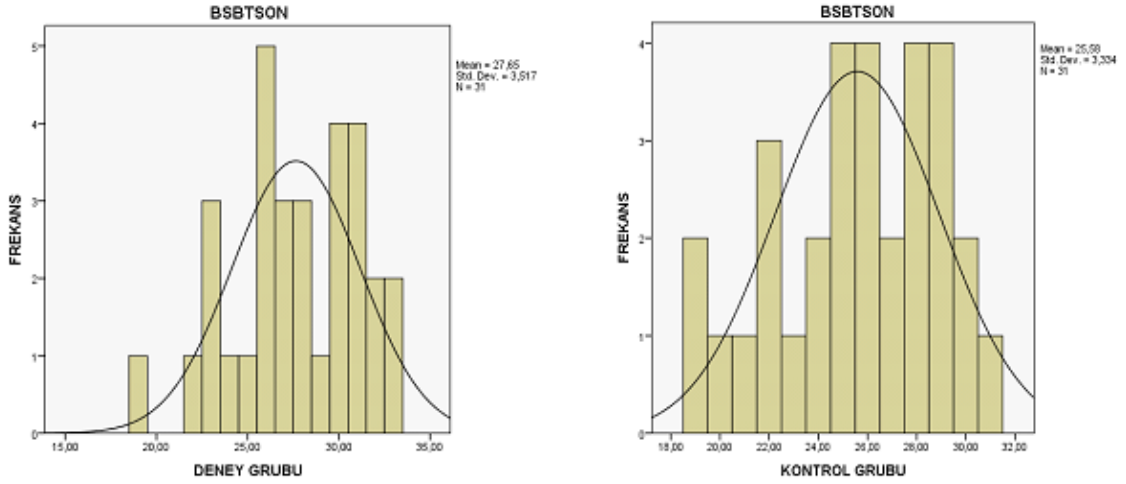 BSBTSON
Mean = 27,65
Std. Dev. = 3,517
N = 31
5
4
3
2
1
0
FREKANS
15,00 20,00 25,00 30,00 35,00
DENEY GRUBU
BSBTSON
Mean = 25,58
Std. Dev. = 3,334
N = 31
4
3
2
1
0
FREKANS
18,00 20,00 22,00 24,00 26,00 28,00 30,00 32,00
KONTROL GRUBU